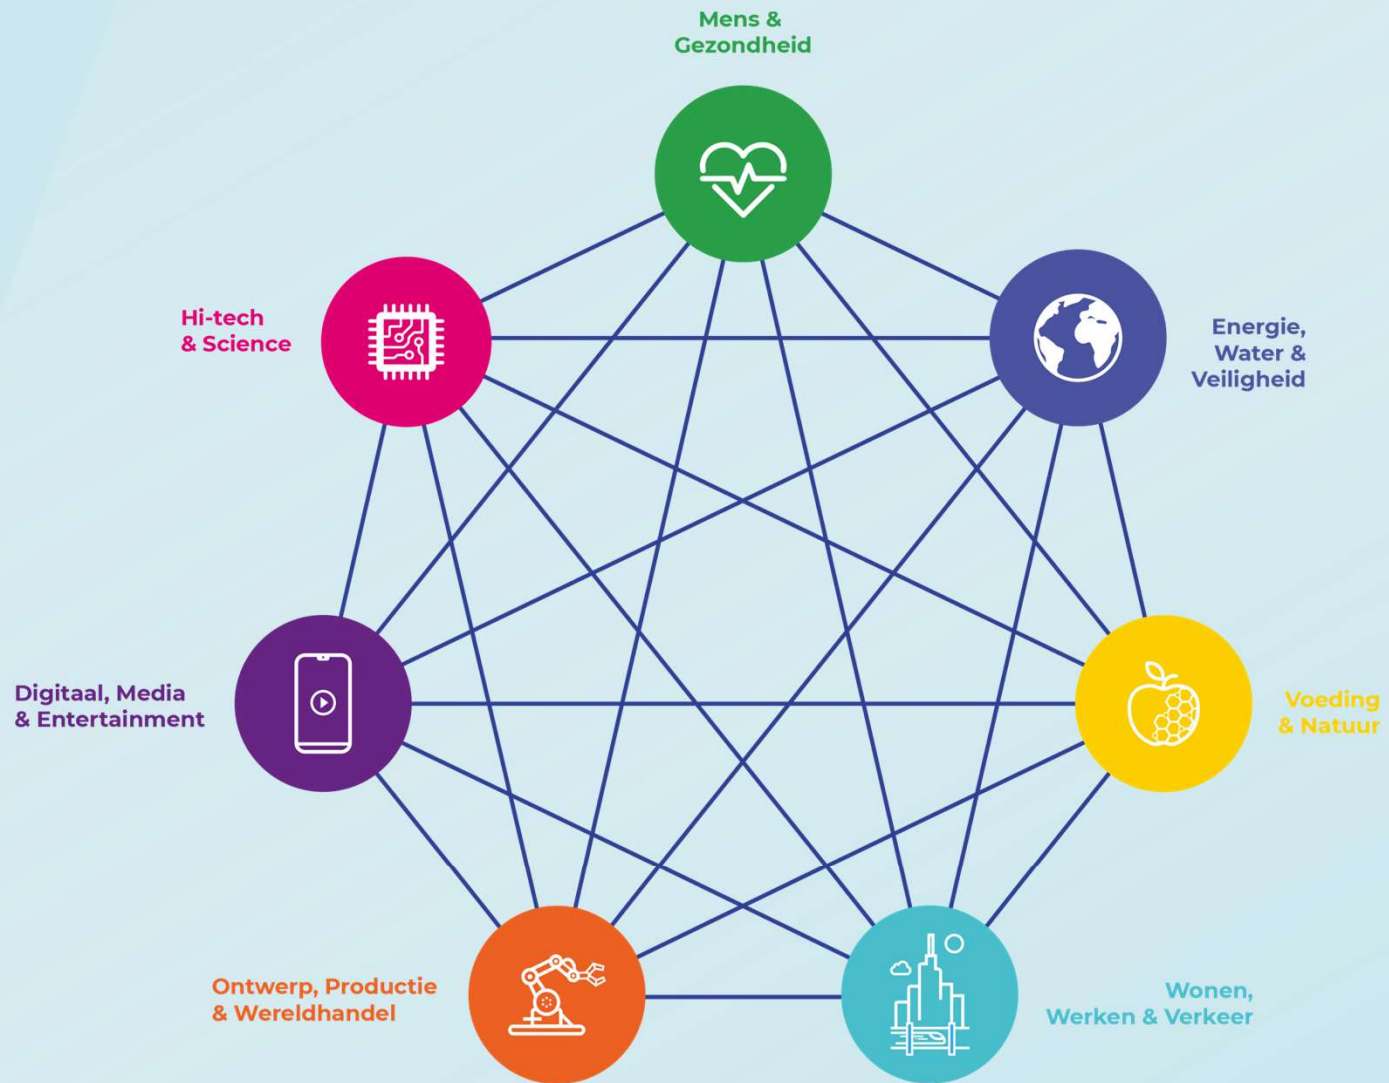 Mens &
Gezondheid
Hi-tech
& Science
Energie,
Water &
Veiligheid
Digitaal, Media
& Entertainment
Voeding
& Natuur
Ontwerp, Productie
& Wereldhandel
Wonen,
Werken & Verkeer